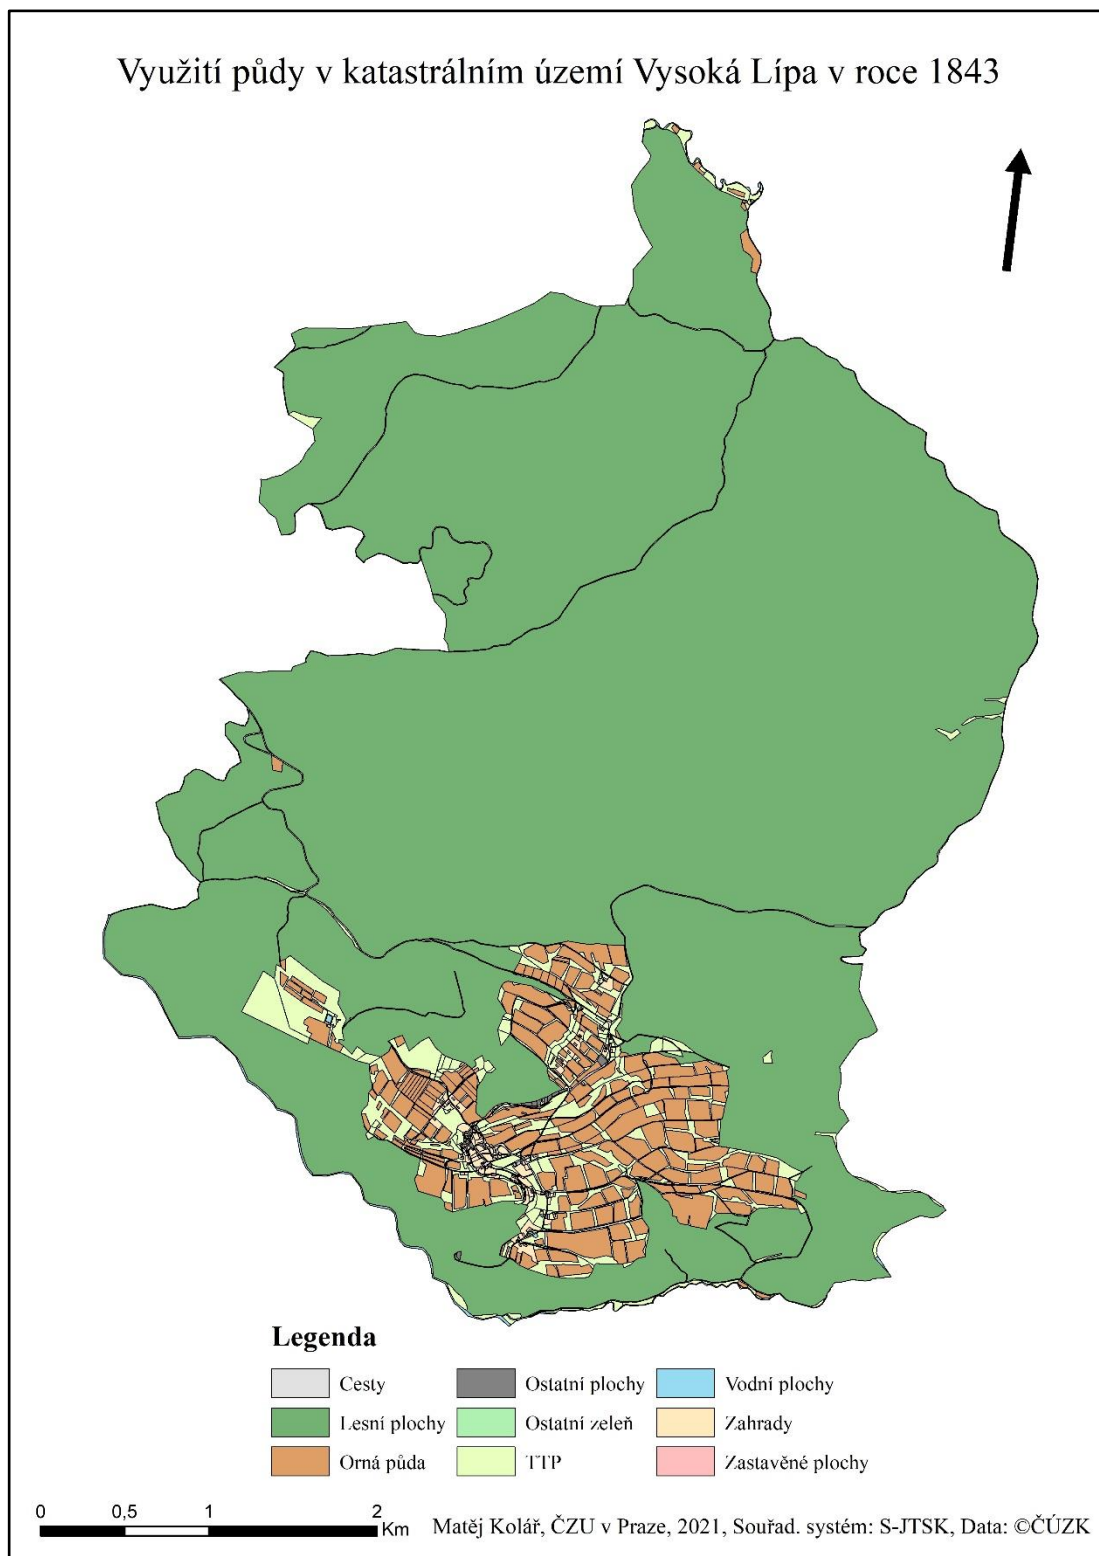 Využití půdy v katastrálním území Vysoká Lípa v roce 1843
Legenda
Cesty
Lesní plochy
Orná půda
Ostatní plochy
Ostatní zeleň
TTP
Vodní plochy
Zahrady
Zastavěné plochy
0 0,5 1 2
Km
Matěj Kolář, ČZU v Praze, 2021, Souřad. systém: S-JTSK, Data: ©ČÚZK